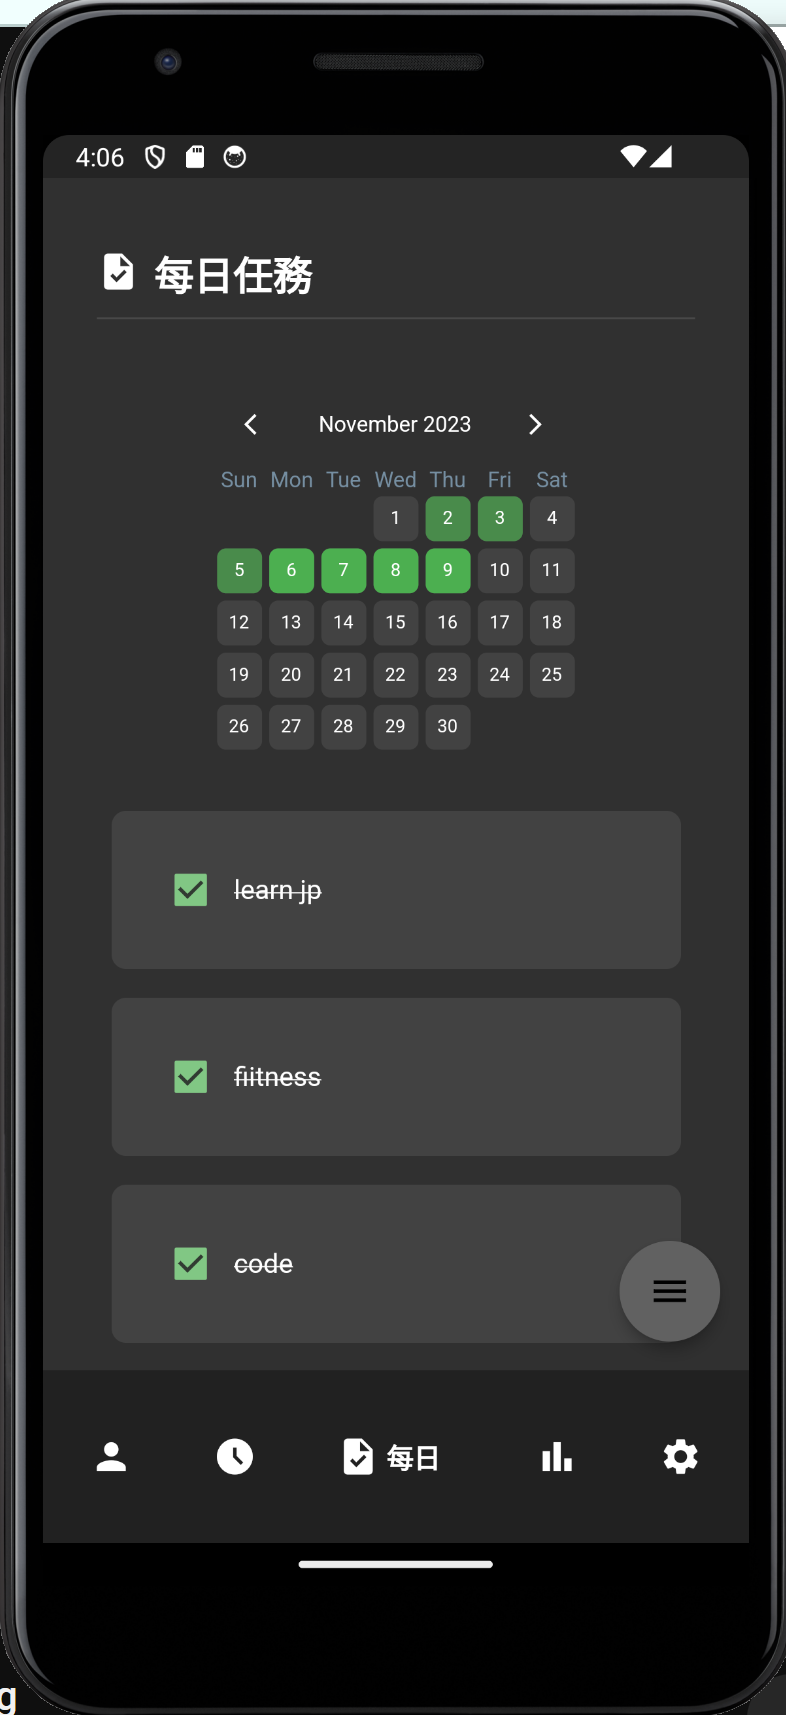 4:06
每日任務
November 2023
Sun Mon Tue Wed Thu Fri Sat
1 2 3 4
5 6 7 8 9 10 11
12 13 14 15 16 17 18
19 20 21 22 23 24 25
26 27 28 29 30
learn jp
fiitness
code
每日
g